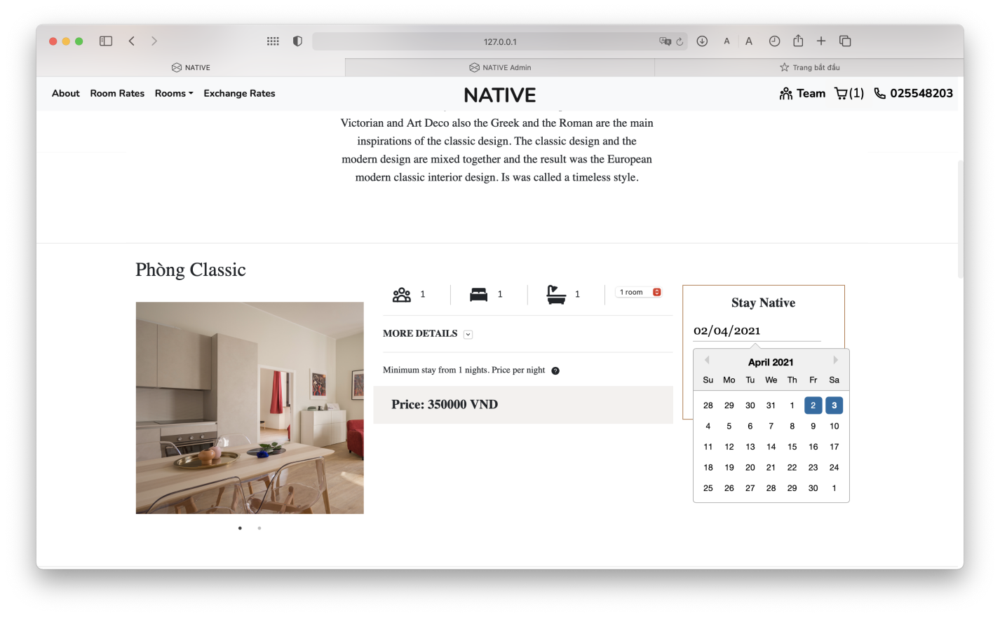 127.0.0.1
A A
NATIVE
NATIVE Admin
Trang bắt đầu
About Room Rates Rooms Exchange Rates
NATIVE
Team (1) 025548203
Victorian and Art Deco also the Greek and the Roman are the main
inspirations of the classic design. The classic design and the
modern design are mixed together and the result was the European
modern classic interior design. Is was called a timeless style.
Phòng Classic
1 1 1 1 room
MORE DETAILS
Minimum stay from 1 nights. Price per night ?
Price: 350000 VND
Stay Native
02/04/2021
April 2021
Su Mo Tu We Th Fr Sa
28 29 30 31 1 2 3
4 5 6 7 8 9 10
11 12 13 14 15 16 17
18 19 20 21 22 23 24
25 26 27 28 29 30 1